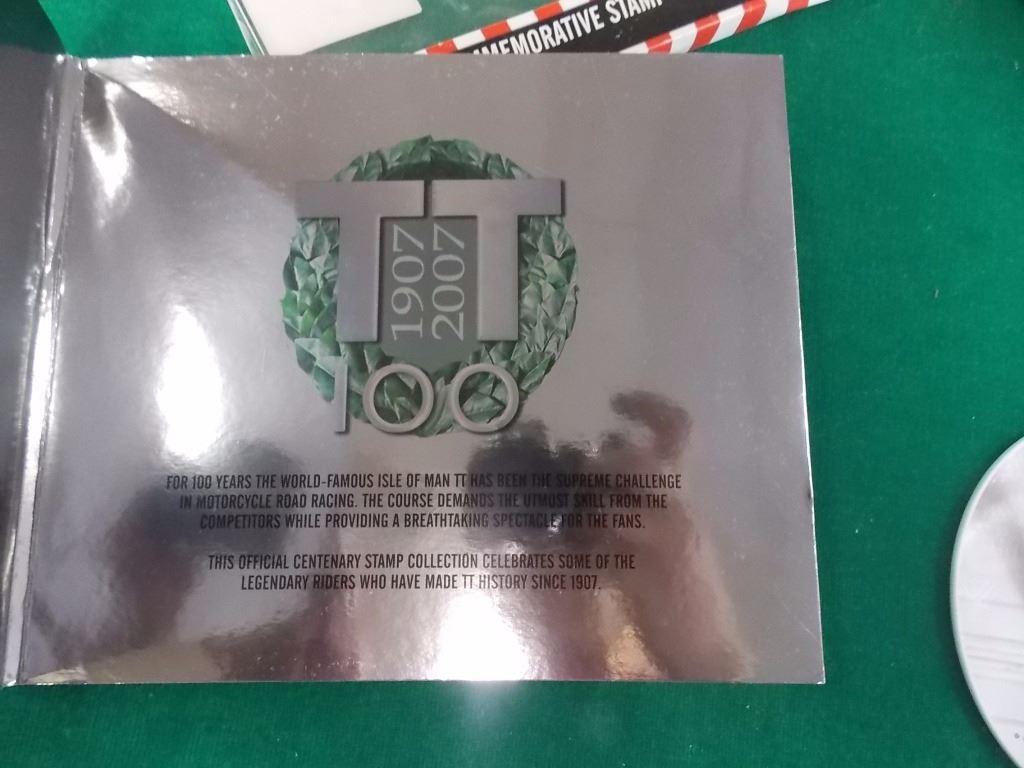 MEMORATIVE STAMP
TT
1907
2007
100
FOR 100 YEARS THE WORLD-FAMOUS ISLE OF MAN TT HAS BEEN THE SUPREME CHALLENGE
IN MOTORCYCLE ROAD RACING. THE COURSE DEMANDS THE UTMOST SKILL FROM THE
COMPETITORS WHILE PROVIDING A BREATHTAKING SPECTACLE FOR THE FANS.
THIS OFFICIAL CENTENARY STAMP COLLECTION CELEBRATES SOME OF THE
LEGENDARY RIDERS WHO HAVE MADE TT HISTORY SINCE 1907.